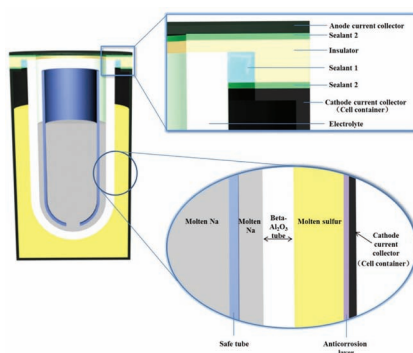 Anode current collector
Sealant 2
Insulator
Sealant 1
Sealant 2
Cathode current collector
(Cell container)
Electrolyte
Molten Na
Molten
Na
Beta-
Al₂O₃
tube
Molten sulfur
Cathode
current
collector
(Cell container)
Safe tube
Anticorrosion
layer